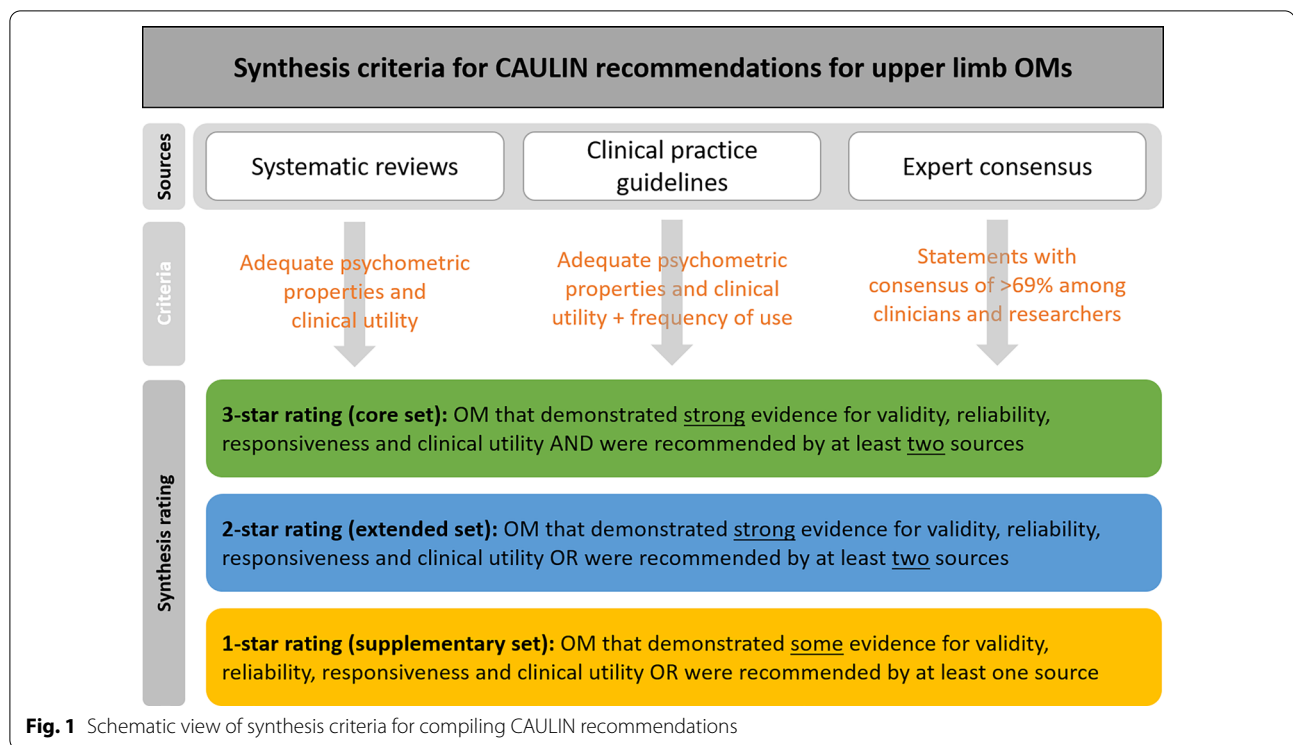 Synthesis criteria for CAULIN recommendations for upper limb OMs
Sources
Systematic reviews
Clinical practice
guidelines
Expert consensus
Criteria
Adequate psychometric
properties and
clinical utility
Adequate psychometric
properties and clinical
utility + frequency of use
Statements with
consensus of >69% among
clinicians and researchers
Synthesis rating
3-star rating (core set): OM that demonstrated strong evidence for validity, reliability,
responsiveness and clinical utility AND were recommended by at least two sources
2-star rating (extended set): OM that demonstrated strong evidence for validity, reliability,
responsiveness and clinical utility OR were recommended by at least two sources
1-star rating (supplementary set): OM that demonstrated some evidence for validity,
reliability, responsiveness and clinical utility OR were recommended by at least one source
Fig. 1 Schematic view of synthesis criteria for compiling CAULIN recommendations